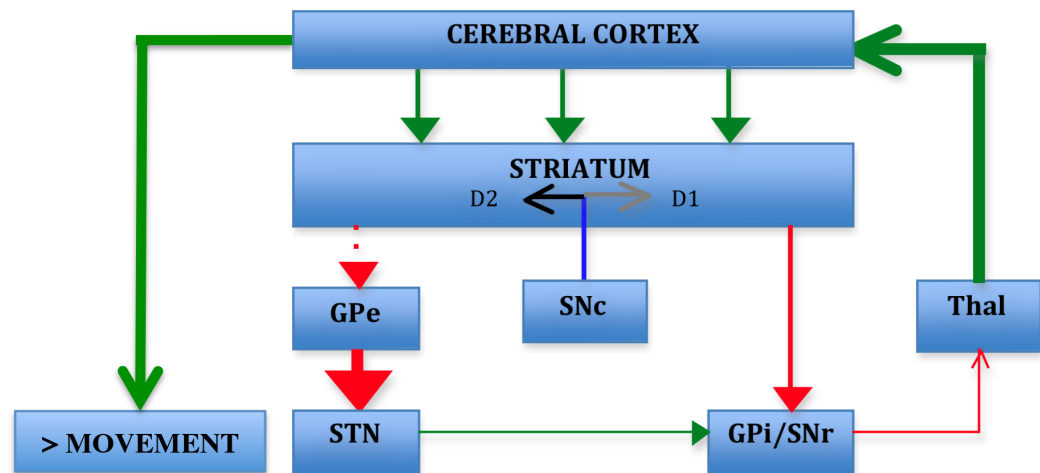 CEREBRAL CORTEX
STRIATUM
D2 D1
GPe
SNc
Thal
> MOVEMENT
STN
GPi/SNr